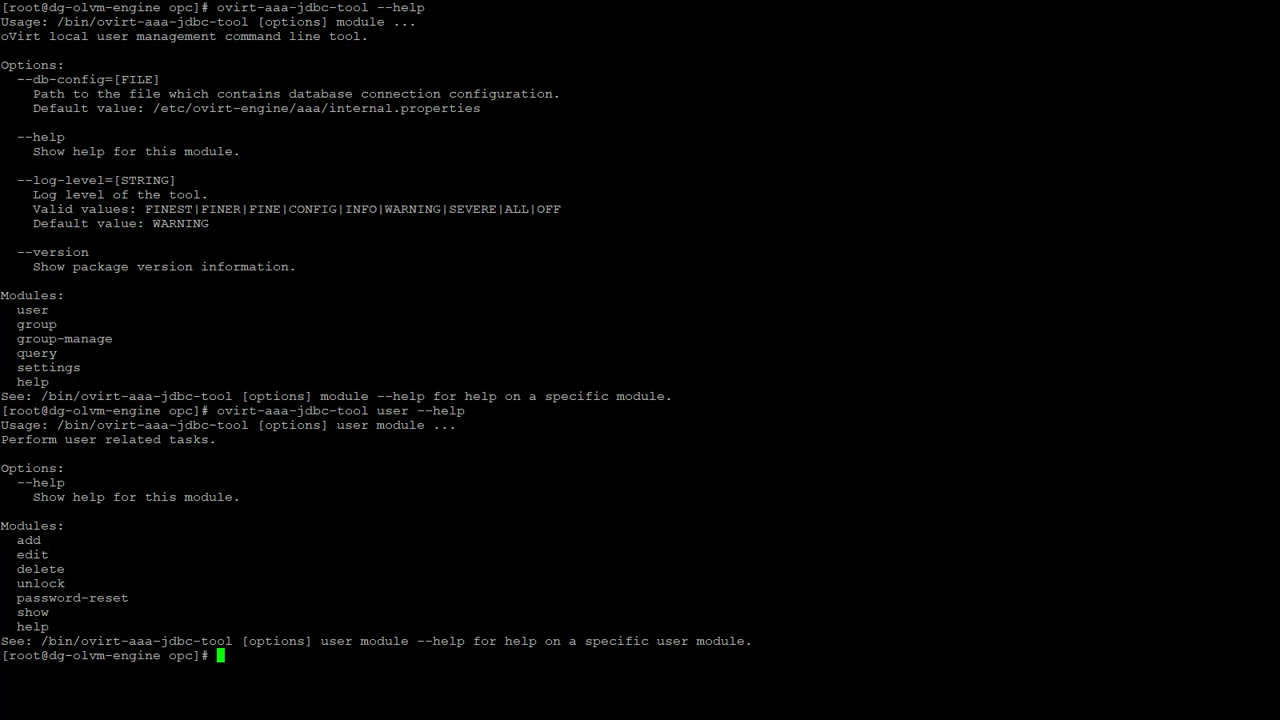 [root@dg-olvm-engine opc]# ovirt-aaa-jdbc-tool --help
Usage: /bin/ovirt-aaa-jdbc-tool [options] module ...
oVirt local user management command line tool.
Options:
--db-config=[FILE]
Path to the file which contains database connection configuration.
Default value: /etc/ovirt-engine/aaa/internal.properties
--help
Show help for this module.
--log-level=[STRING]
Log level of the tool.
Valid values: FINEST|FINER|FINE|CONFIG|INFO|WARNING|SEVERE|ALL|OFF
Default value: WARNING
--version
Show package version information.
Modules:
user
group
group-manage
query
settings
help
See: /bin/ovirt-aaa-jdbc-tool [options] module --help for help on a specific module.
[root@dg-olvm-engine opc]# ovirt-aaa-jdbc-tool user --help
Usage: /bin/ovirt-aaa-jdbc-tool [options] user module ...
Perform user related tasks.
Options:
--help
Show help for this module.
Modules:
add
edit
delete
unlock
password-reset
show
help
See: /bin/ovirt-aaa-jdbc-tool [options] user module --help for help on a specific user module.
[root@dg-olvm-engine opc]#